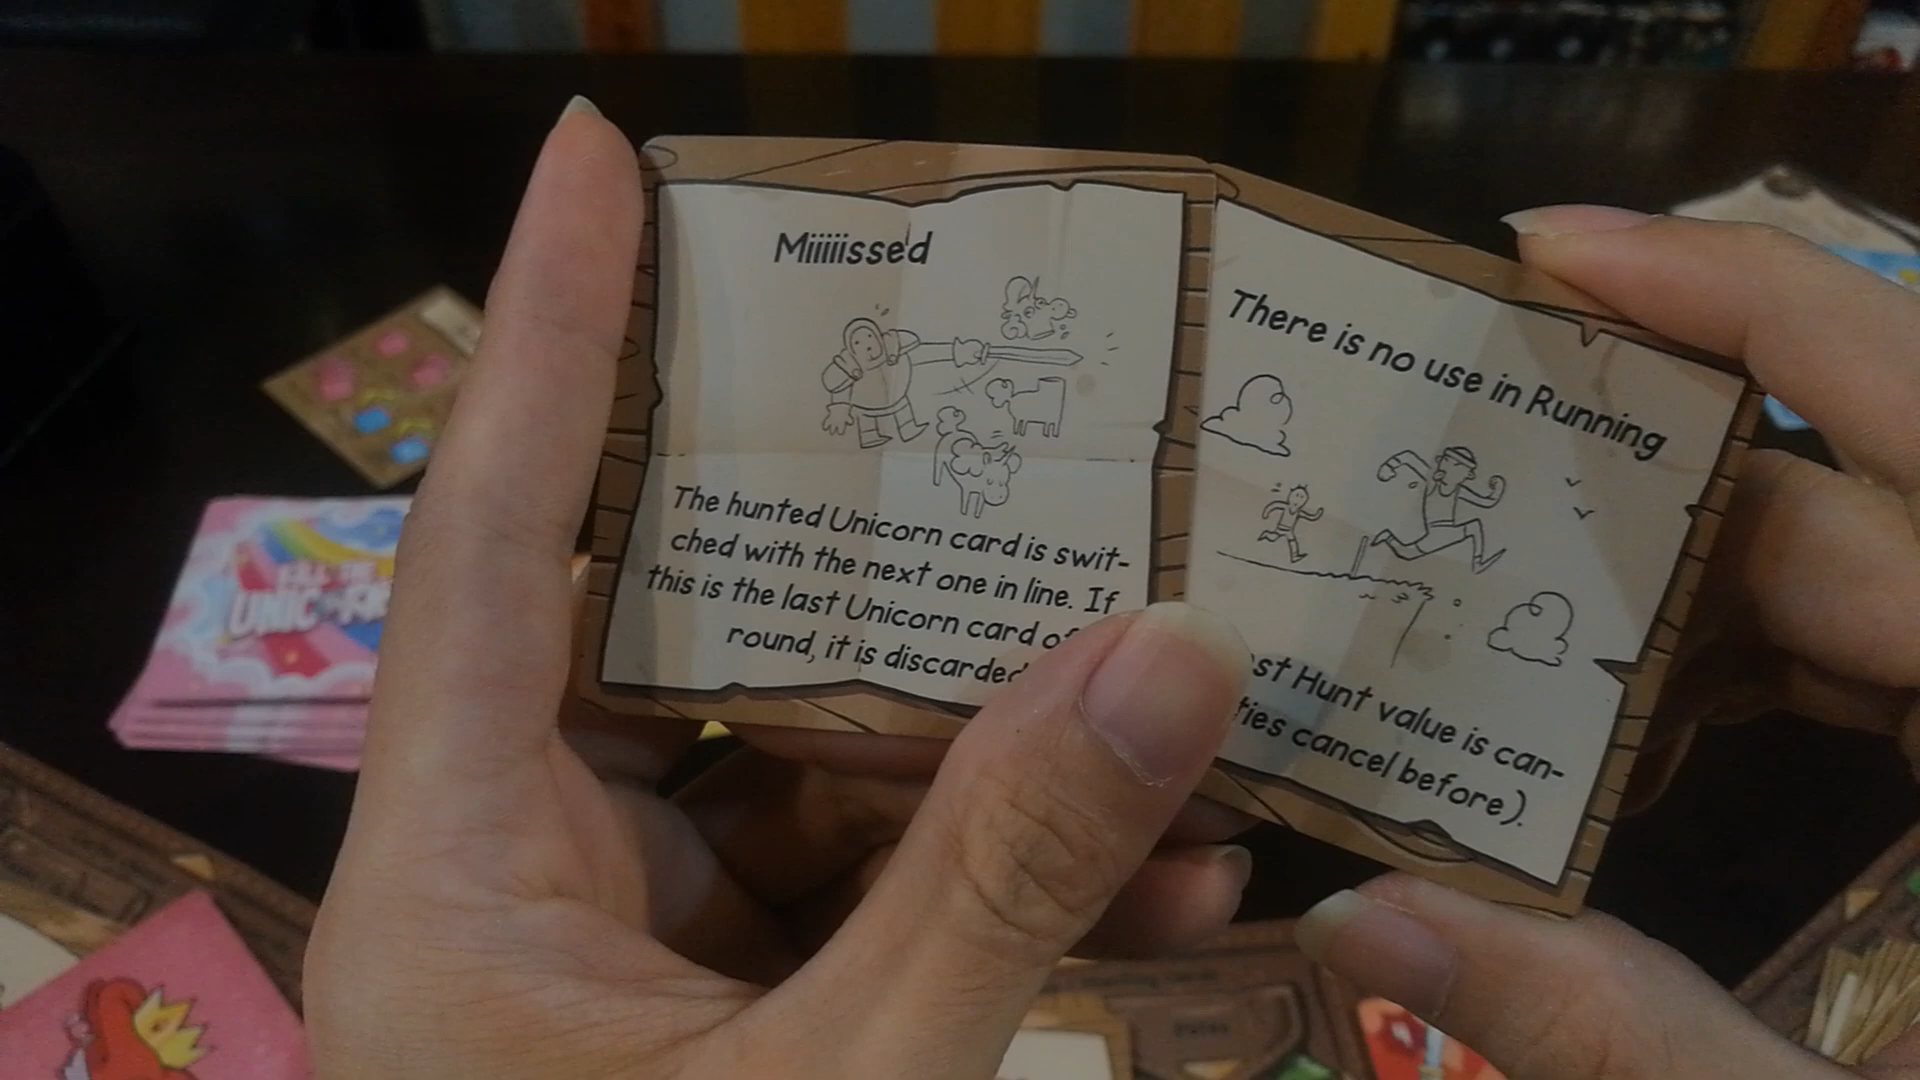 Miiiiissed
The hunted Unicorn card is swit-
ched with the next one in line. If
this is the last Unicorn card of
round, it is discarded
There is no use in Running
Hunt value is can-
cancel before).
UNICORN